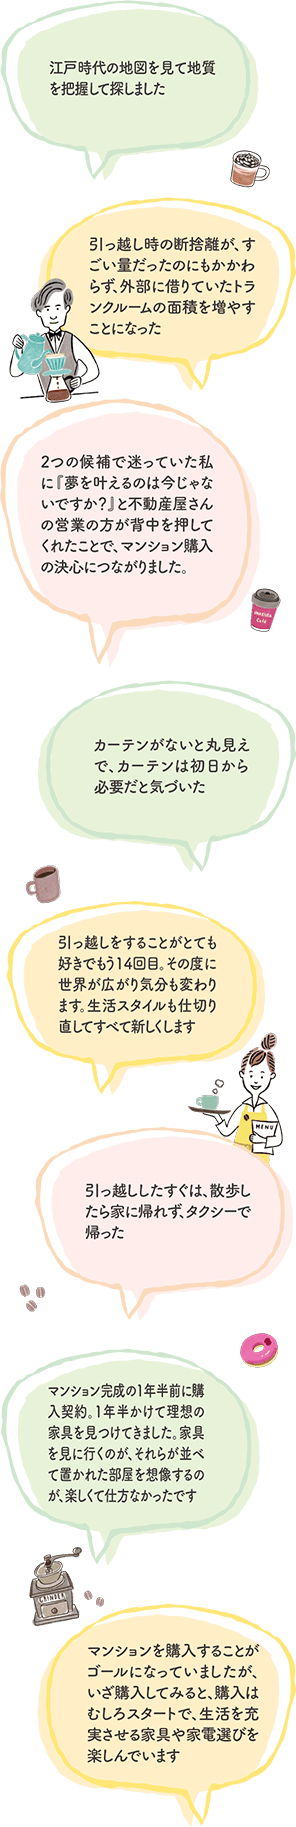 江戸時代の地図を見て地質
を把握して探しました
引っ越し時の断捨離が、す
ごい量だったのにもかかわ
らず、外部に借りていたトラ
ンクルームの面積を増やす
ことになった
2つの候補で迷っていた私
に『夢を叶えるのは今じゃな
いですか?』と不動産屋さん
の営業の方が背中を押して
くれたことで、マンション購入
の決心につながりました。
カーテンがないと丸見え
で、カーテンは初日から
必要だと気づいた
引っ越しをすることがとても
好きでもう14回目。その度に
世界が広がり気分も変わり
ます。生活スタイルも仕切り
直してすべて新しくします
MENU
引っ越ししたすぐは、散歩し
たら家に帰れず、タクシーで
帰った
マンション完成の1年半前に購
入契約。1年半かけて理想の
家具を見つけてきました。家具
を見に行くのが、それらが並べ
て置かれた部屋を想像するの
が、楽しくて仕方なかったです
GRINDER
マンションを購入することが
ゴールになっていましたが、
いざ購入してみると、購入は
むしろスタートで、生活を充
実させる家具や家電選びを
楽しんでいます